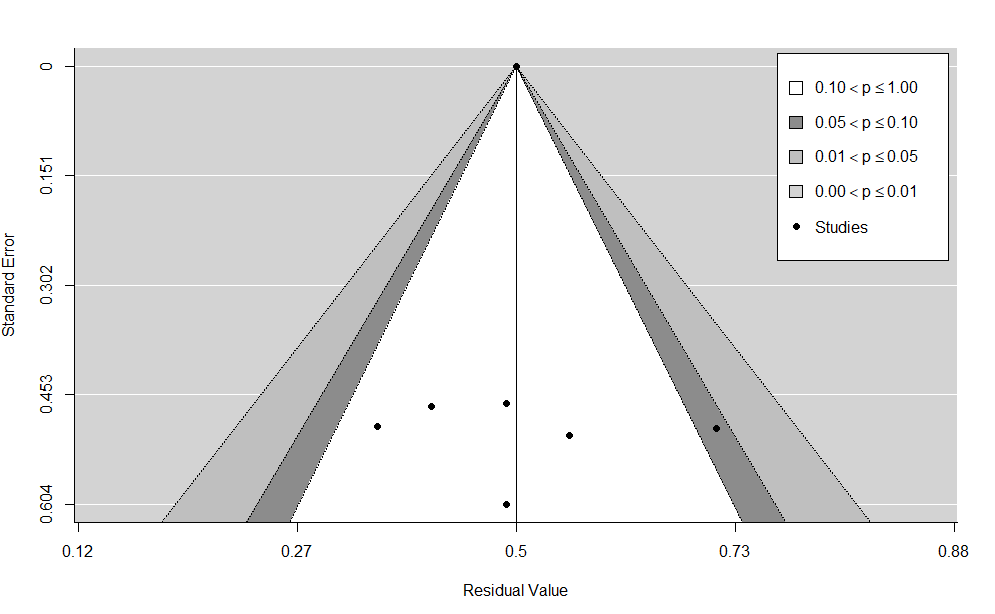 0.10 < p ≤ 1.00
0.05 < p ≤ 0.10
0.01 < p ≤ 0.05
0.00 < p ≤ 0.01
Studies
Standard Error
0
0.151
0.302
0.453
0.604
0.12 0.27 0.5 0.73 0.88
Residual Value